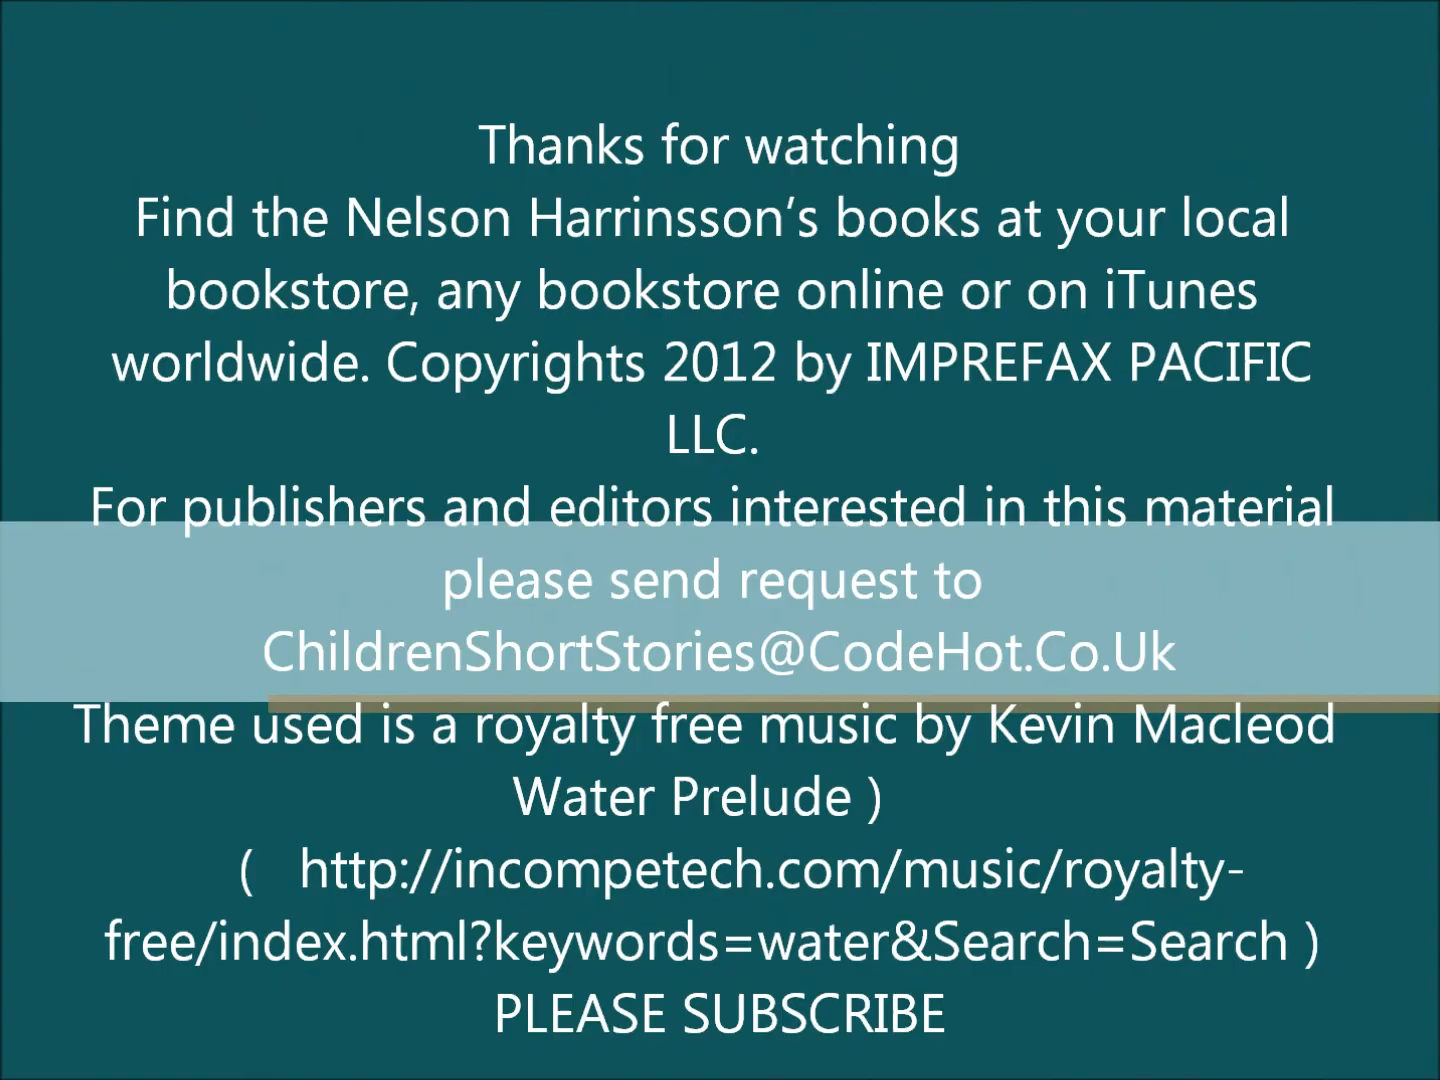 Thanks for watching
Find the Nelson Harrinsson’s books at your local
bookstore, any bookstore online or on iTunes
worldwide. Copyrights 2012 by IMPREFAX PACIFIC
LLC.
For publishers and editors interested in this material
please send request to
ChildrenShortStories@CodeHot.Co.Uk
Theme used is a royalty free music by Kevin Macleod
Water Prelude )
( http://incompetech.com/music/royalty-
free/index.html?keywords=water&Search=Search )
PLEASE SUBSCRIBE